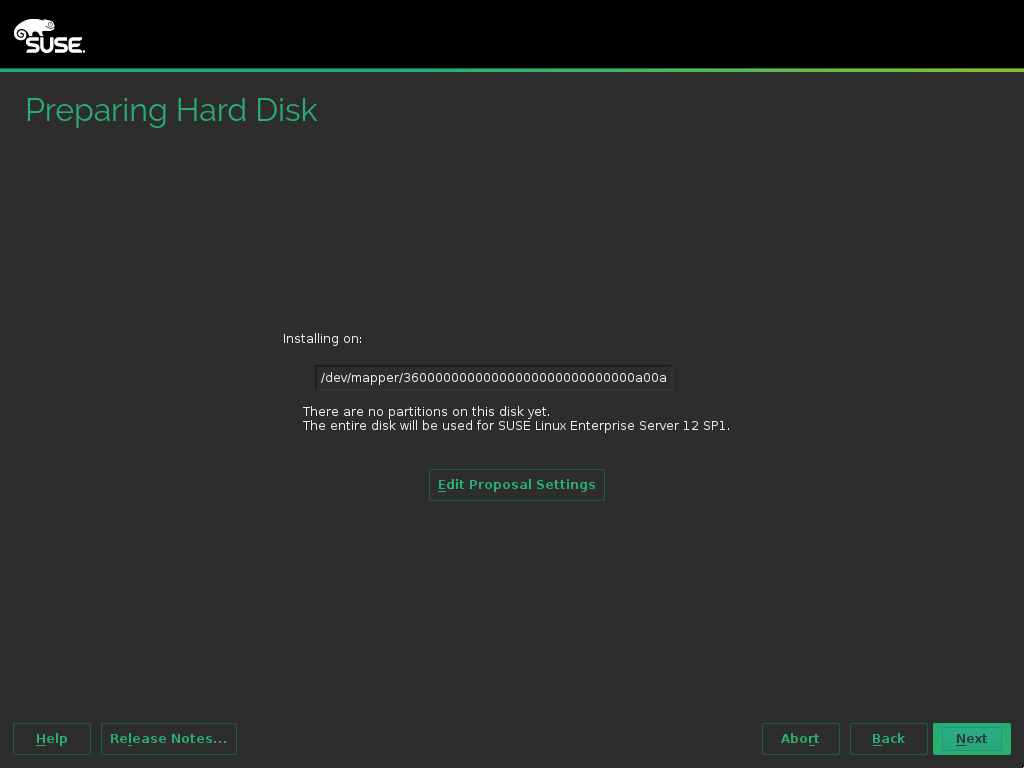 SUSE.
Preparing Hard Disk
Installing on:
/dev/mapper/36000000000000000000000000000a00a
There are no partitions on this disk yet.
The entire disk will be used for SUSE Linux Enterprise Server 12 SP1.
Edit Proposal Settings
Help Release Notes... Abort Back Next